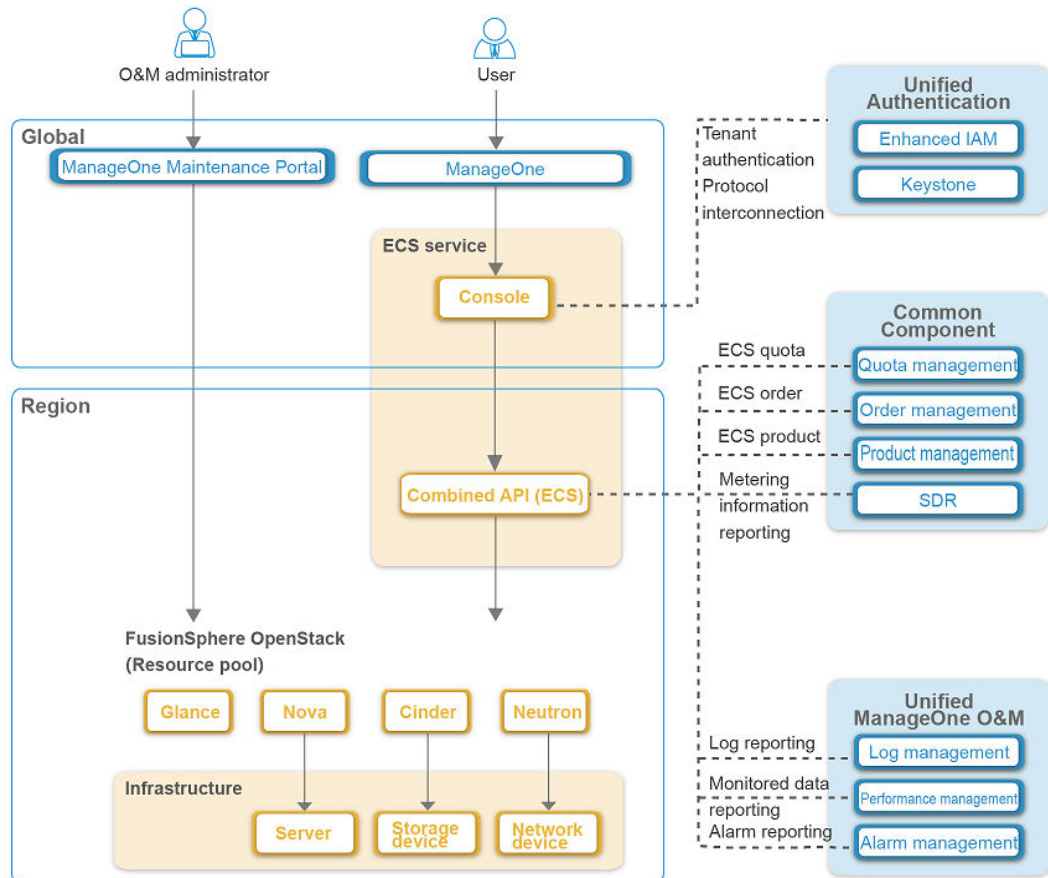 O&M administrator
User
Global
ManageOne Maintenance Portal
ManageOne
ECS service
Console
Region
Combined API (ECS)
FusionSphere OpenStack
(Resource pool)
Glance
Nova
Cinder
Neutron
Infrastructure
Server
Storage
device
Network
device
Tenant
authentication
Protocol
interconnection
Unified
Authentication
Enhanced IAM
Keystone
ECS quota
ECS order
ECS product
Metering
information
reporting
Common
Component
Quota management
Order management
Product management
SDR
Log reporting
Monitored data
reporting
Alarm reporting
Unified
ManageOne O&M
Log management
Performance management
Alarm management